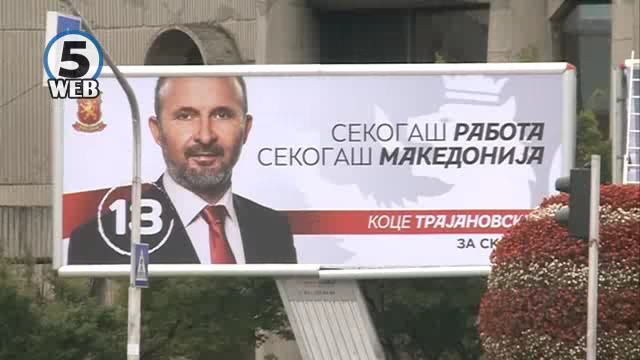 5
WEB
СЕКОГАШ РАБОТА
СЕКОГАШ МАКЕДОНИЈА
13
КОЦЕ ТРАЈАНОВСК
ЗА СК